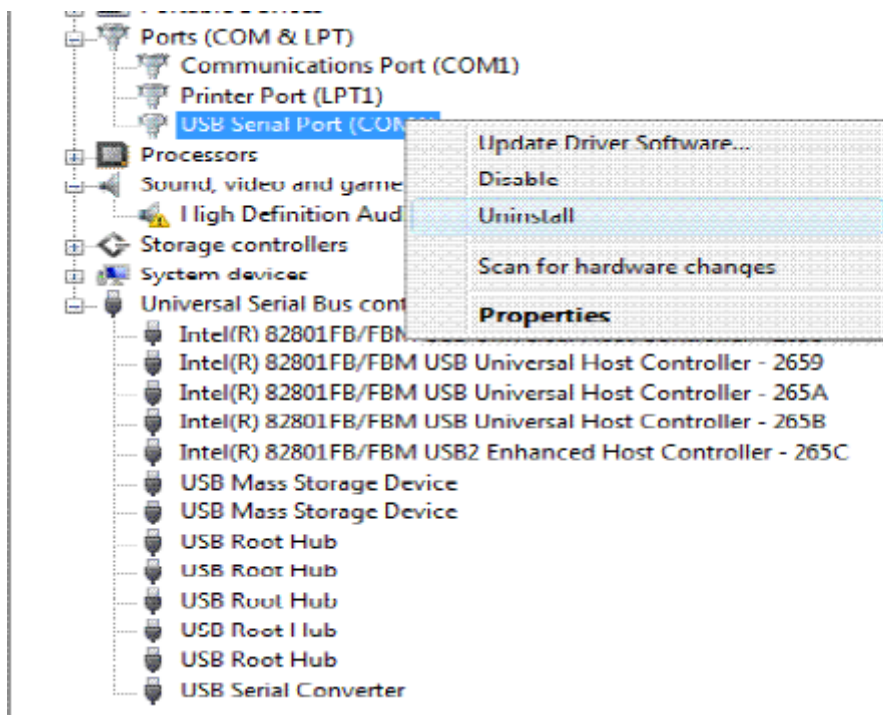 Ports (COM & LPT)
Communications Port (COM1)
Printer Port (LPT1)
USB Serial Port (COM
Update Driver Software...
Disable
Uninstall
Scan for hardware changes
Properties
Processors
Sound, video and game
High Definition Aud
Storage controllers
System devices
Universal Serial Bus cont
Intel(R) 82801FB/FBM
Intel(R) 82801FB/FBM USB Universal Host Controller - 2659
Intel(R) 82801FB/FBM USB Universal Host Controller - 265A
Intel(R) 82801FB/FBM USB Universal Host Controller - 265B
Intel(R) 82801FB/FBM USB2 Enhanced Host Controller - 265C
USB Mass Storage Device
USB Mass Storage Device
USB Root Hub
USB Root Hub
USB Root Hub
USB Root Hub
USB Root Hub
USB Serial Converter